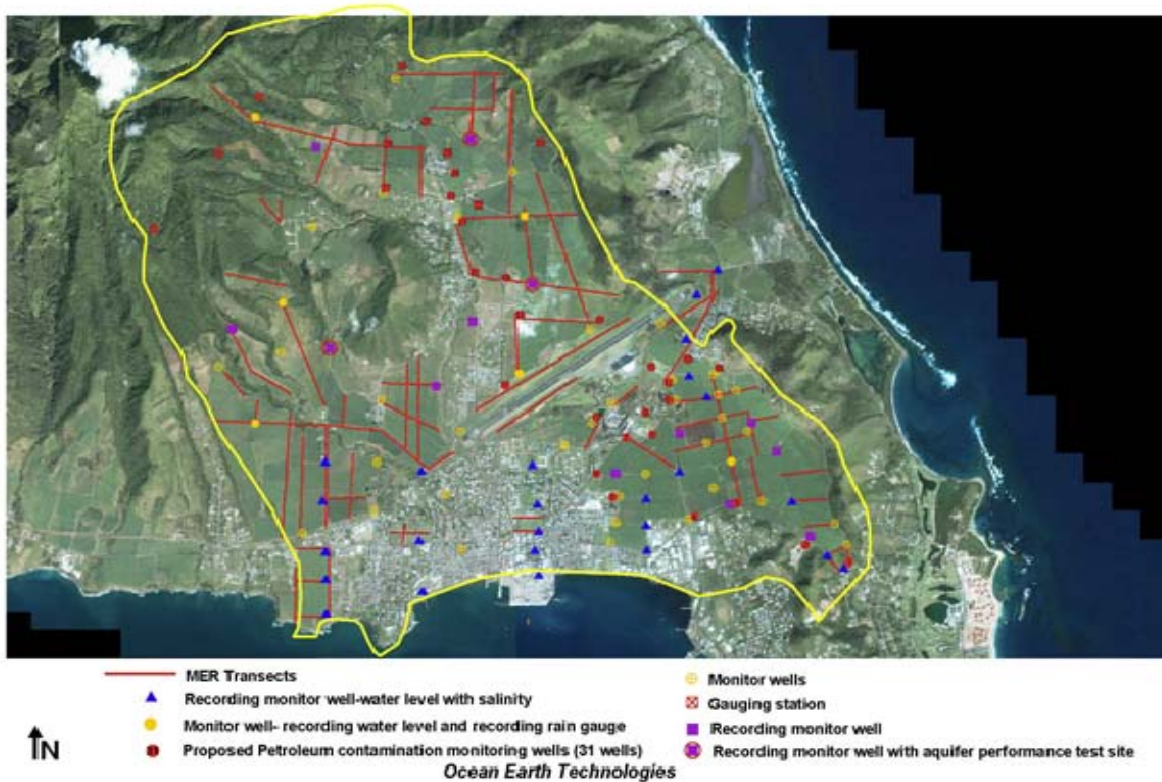 MER Transects
Recording monitor well-water level with salinity
Monitor well- recording water level and recording rain gauge
Proposed Petroleum contamination monitoring wells (31 wells)
Monitor wells
Gauging station
Recording monitor well
Recording monitor well with aquifer performance test site
N
Ocean Earth Technologies